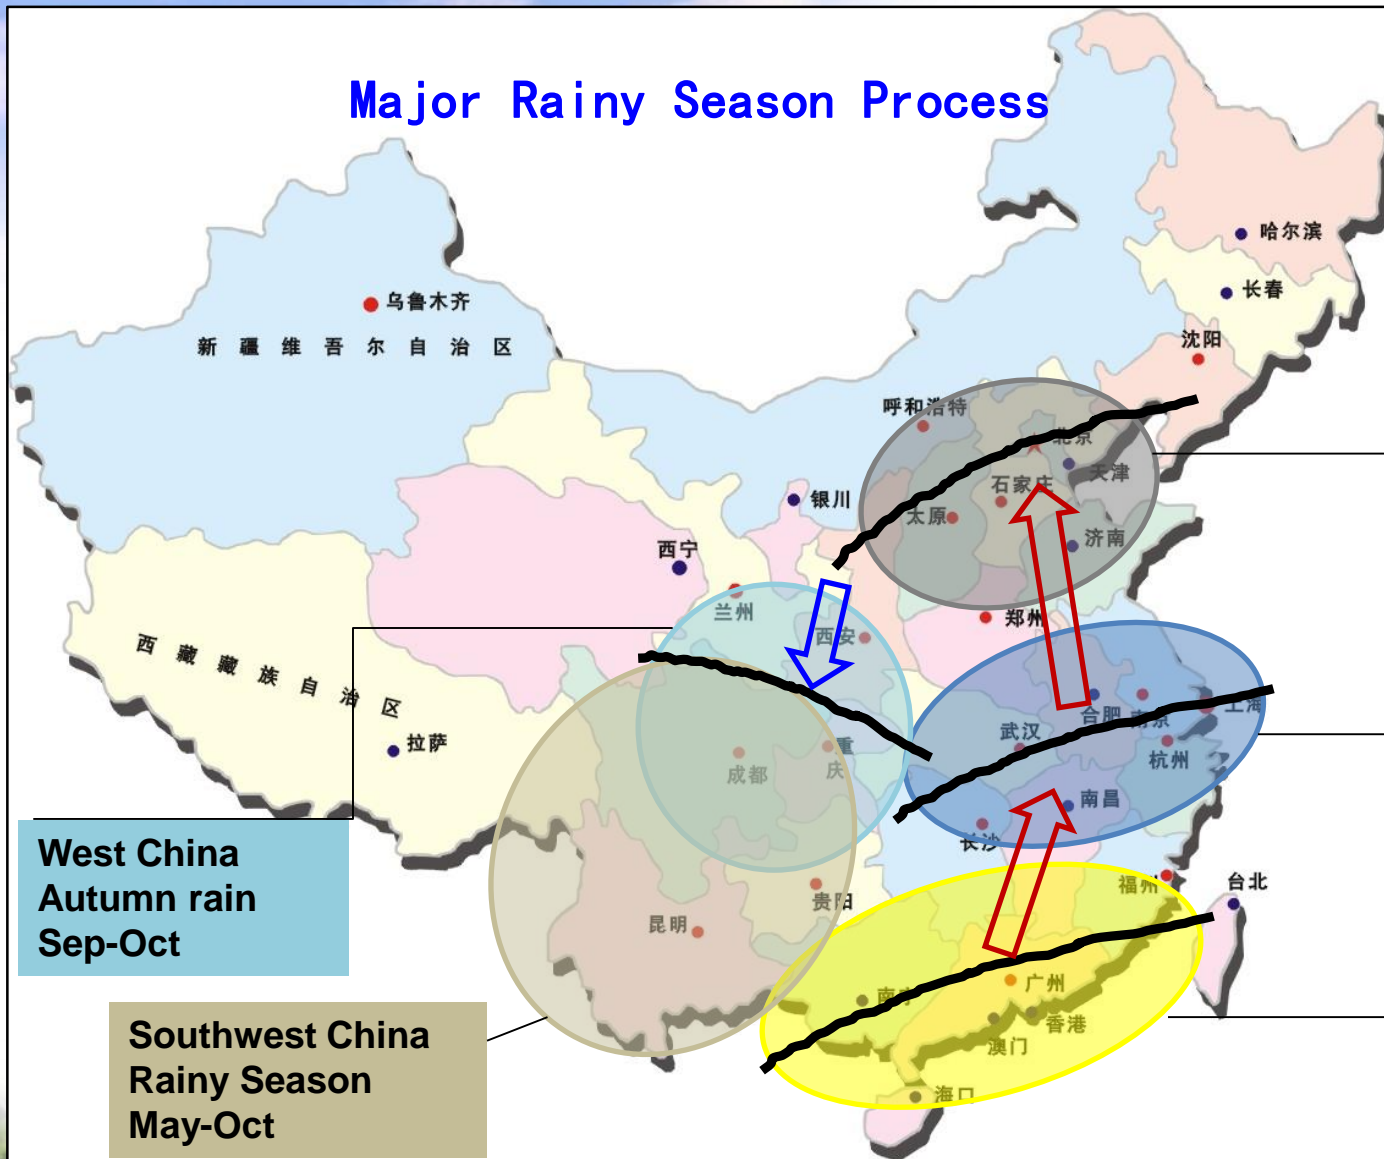 Major Rainy Season Process
哈尔滨
长春
乌鲁木齐
沈阳
新疆维吾尔自治区
呼和浩特
北京
天津
石家庄
银川
太原
济南
西宁
兰州
郑州
西安
西藏藏族自治区
合肥
南京
上海
武汉
拉萨
成都
重庆
杭州
南昌
长沙
West China
Autumn rain
Sep-Oct
福州
台北
贵阳
昆明
广州
南宁
香港
澳门
Southwest China
Rainy Season
May-Oct
海口